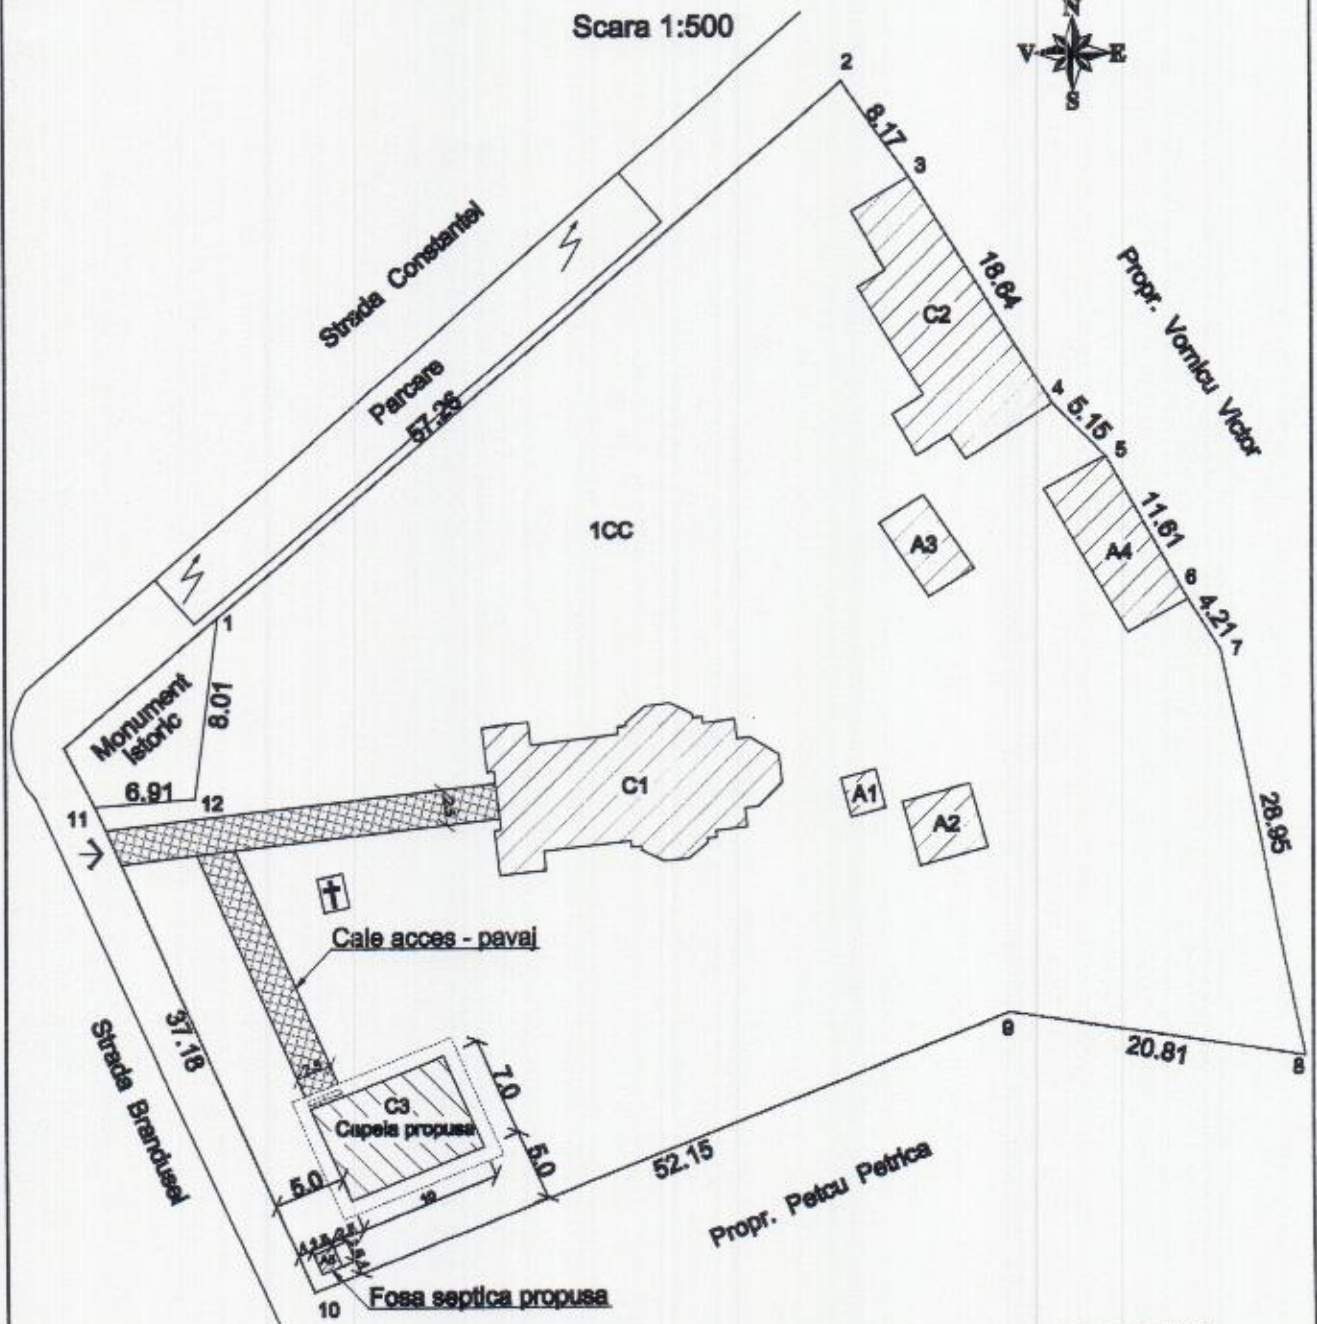 Scara 1:500
N
V E
S
2
8.17
3
Strada Constantei
18.64
Propr. Vornicu Victor
C2
Parcare
57.26
4
5.15
5
1CC
11.61
A3
A4
6
4.21
7
1
Monument
Istoric
8.01
6.91
12
11
C1
2.5
A1
A2
28.95
Cale acces - pavaj
37.18
Strada Brandusei
9
20.81
8
7.0
C3
Capela propusa
5.0
5.0
10
52.15
Propr. Petcu Petrica
Fosa septica propusa
10